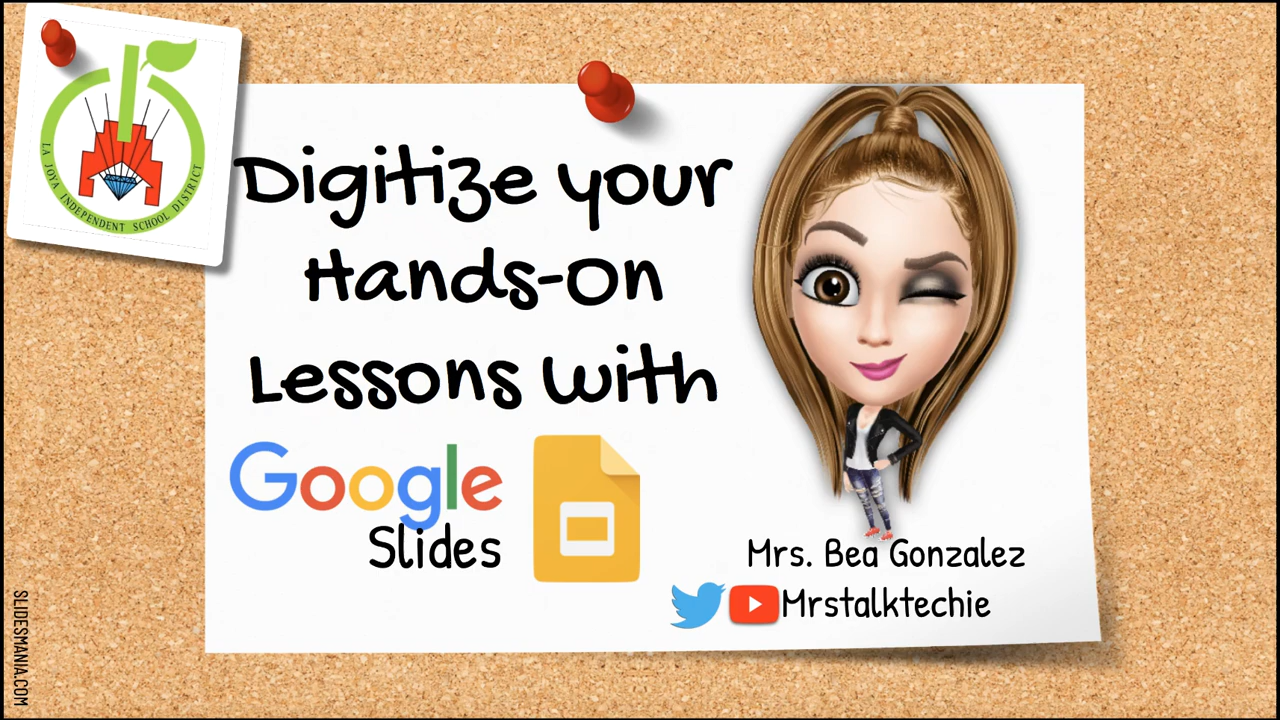 LA JOYA INDEPENDENT SCHOOL DISTRICT
Digitize your
Hands-On
Lessons with
Google
Slides
Mrs. Bea Gonzalez
Mrstalktechie
SLIDESMANIA.COM